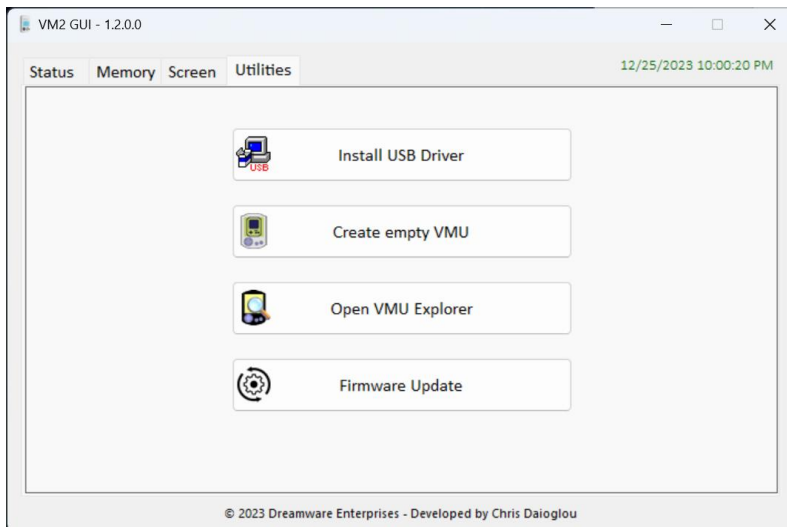 VM2 GUI - 1.2.0.0
Status Memory Screen Utilities 12/25/2023 10:00:20 PM
USB Install USB Driver
Create empty VMU
Open VMU Explorer
Firmware Update
© 2023 Dreamware Enterprises - Developed by Chris Daioglou